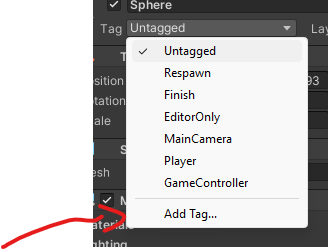 Sphere
Tag Untagged Lay
Untagged
T
Respawn
osition 93
Finish
otation
EditorOnly
ale
MainCamera
S
Player
esh
GameController
M
Add Tag...
Materials
ighting